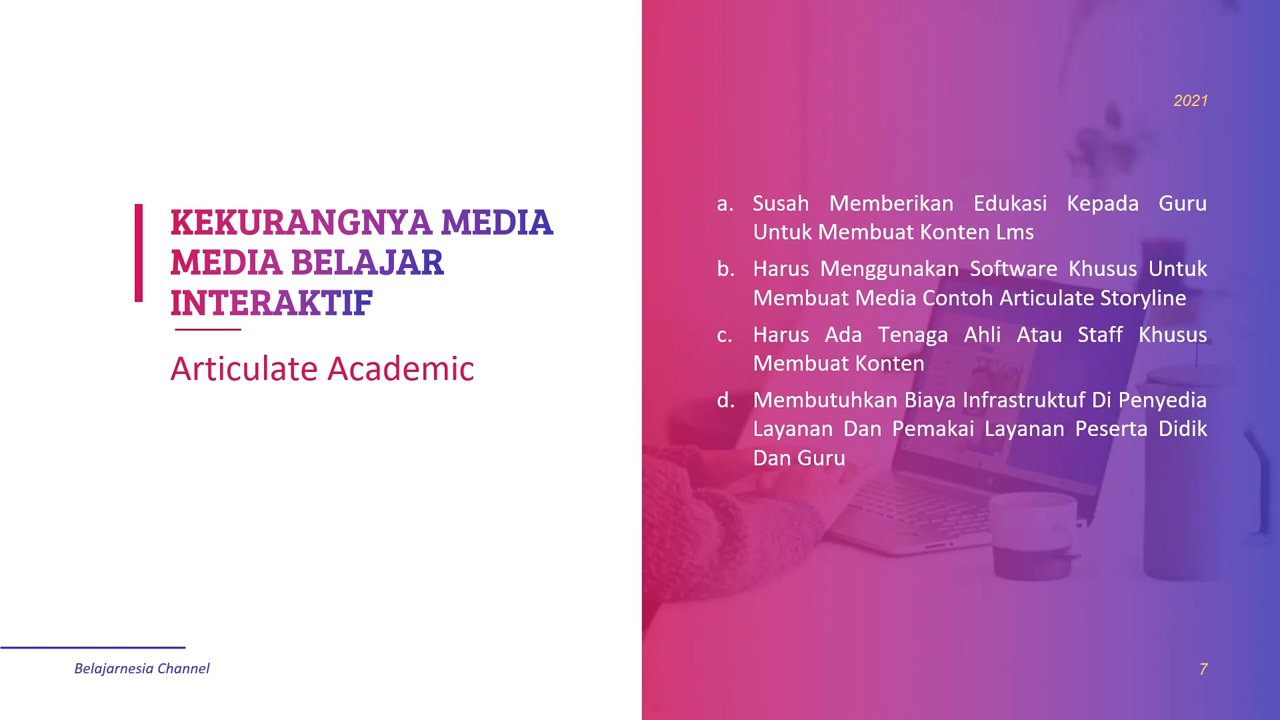 KEKURANGNYA MEDIA
MEDIA BELAJAR
INTERAKTIF
Articulate Academic
Belajarnesia Channel
2021
a. Susah Memberikan Edukasi Kepada Guru
Untuk Membuat Konten Lms
b. Harus Menggunakan Software Khusus Untuk
Membuat Media Contoh Articulate Storyline
c. Harus Ada Tenaga Ahli Atau Staff Khusus
Membuat Konten
d. Membutuhkan Biaya Infrastruktuf Di Penyedia
Layanan Dan Pemakai Layanan Peserta Didik
Dan Guru
7